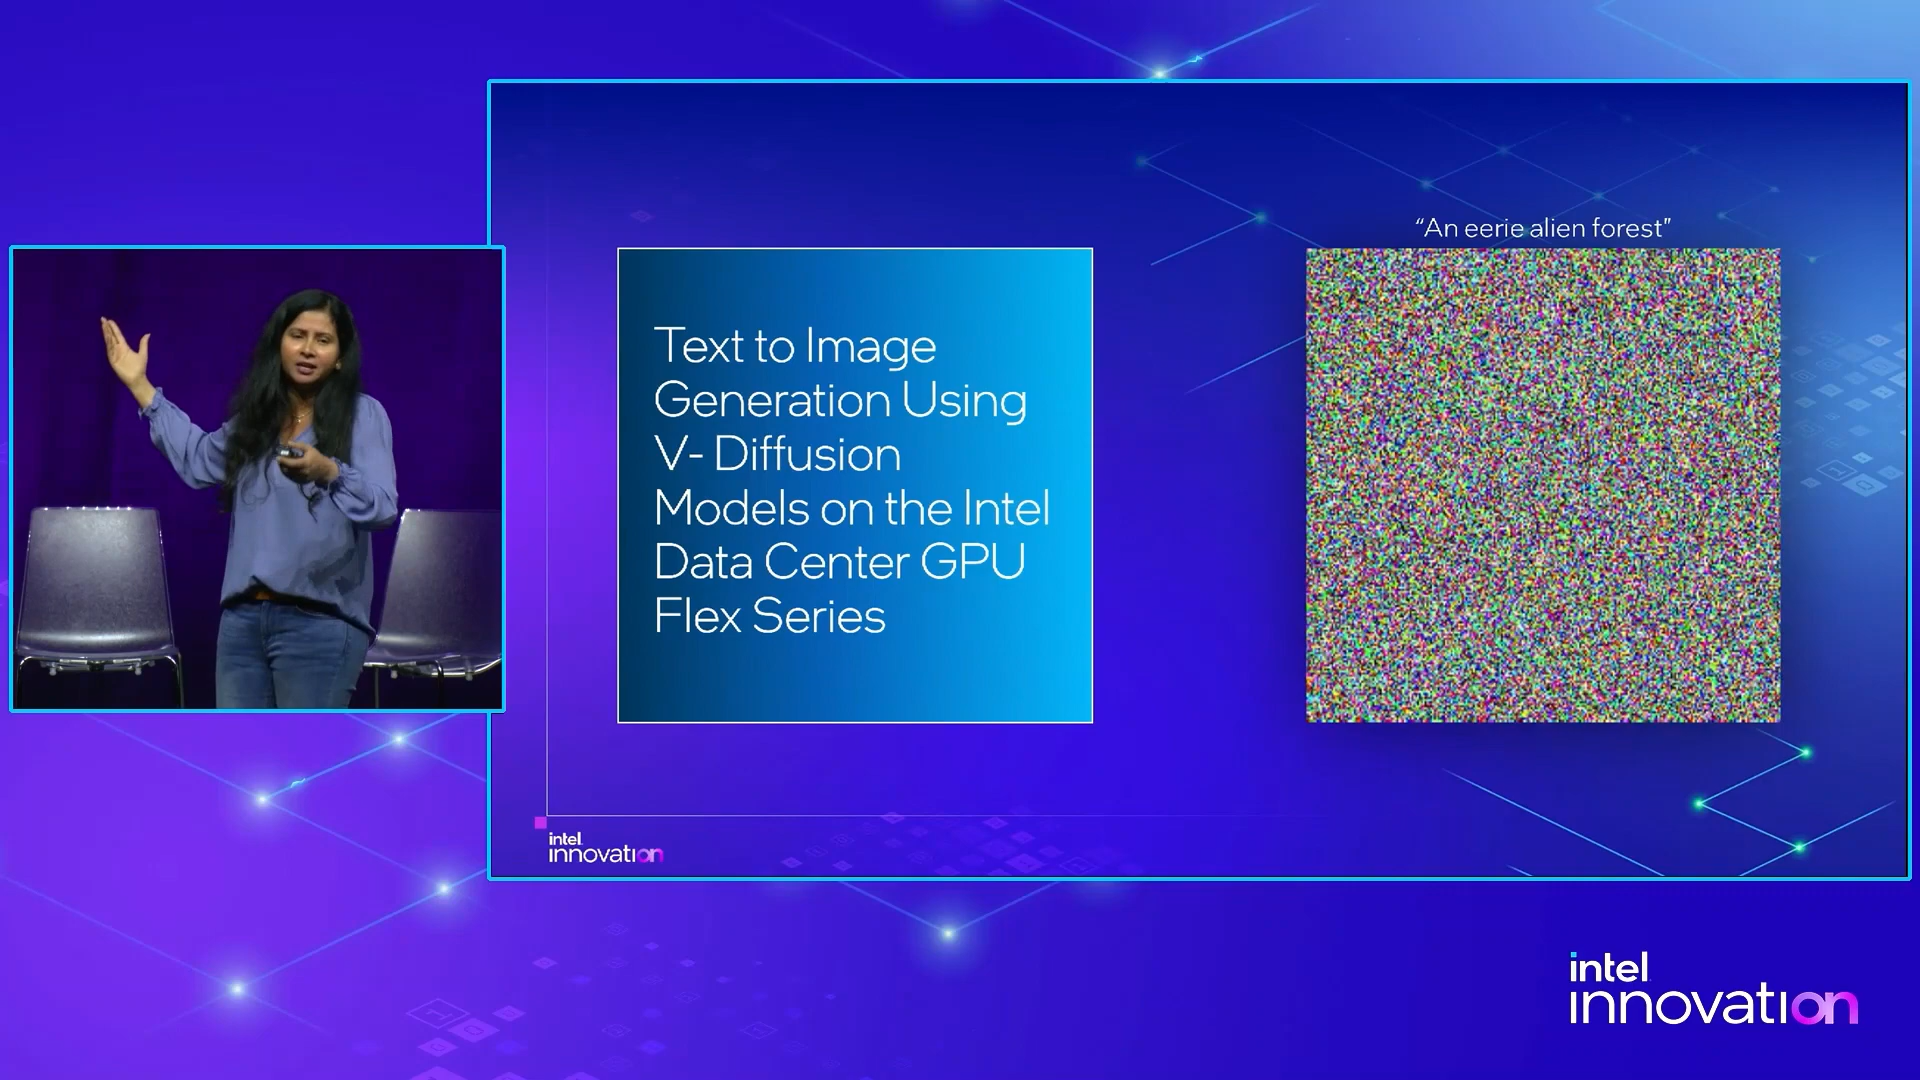 “An eerie alien forest”
Text to Image
Generation Using
V- Diffusion
Models on the Intel
Data Center GPU
Flex Series
intel.
innovation
intel.
innovation